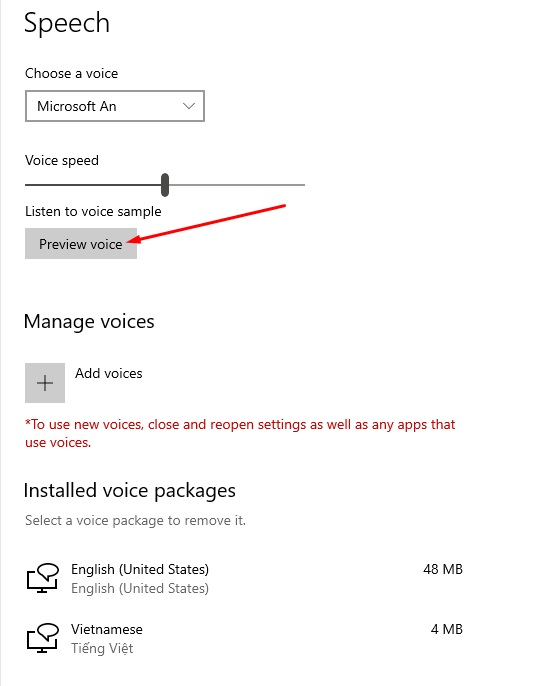 Speech
Choose a voice
Microsoft An
Voice speed
Listen to voice sample
Preview voice
Manage voices
Add voices
*To use new voices, close and reopen settings as well as any apps that
use voices.
Installed voice packages
Select a voice package to remove it.
English (United States) 48 MB
English (United States)
Vietnamese 4 MB
Tiếng Việt